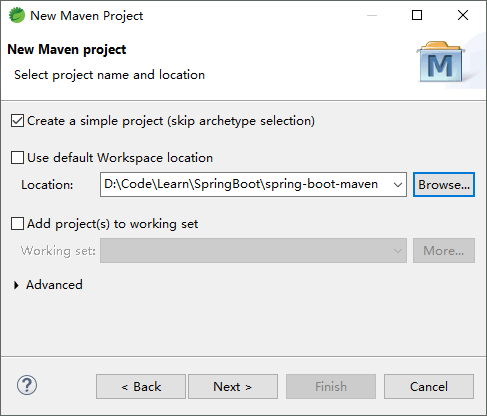 New Maven Project
New Maven project
Select project name and location
M
Create a simple project (skip archetype selection)
Use default Workspace location
Location: D:\Code\Learn\SpringBoot\spring-boot-maven Browse...
Add project(s) to working set
Working set: More...
Advanced
? < Back Next > Finish Cancel